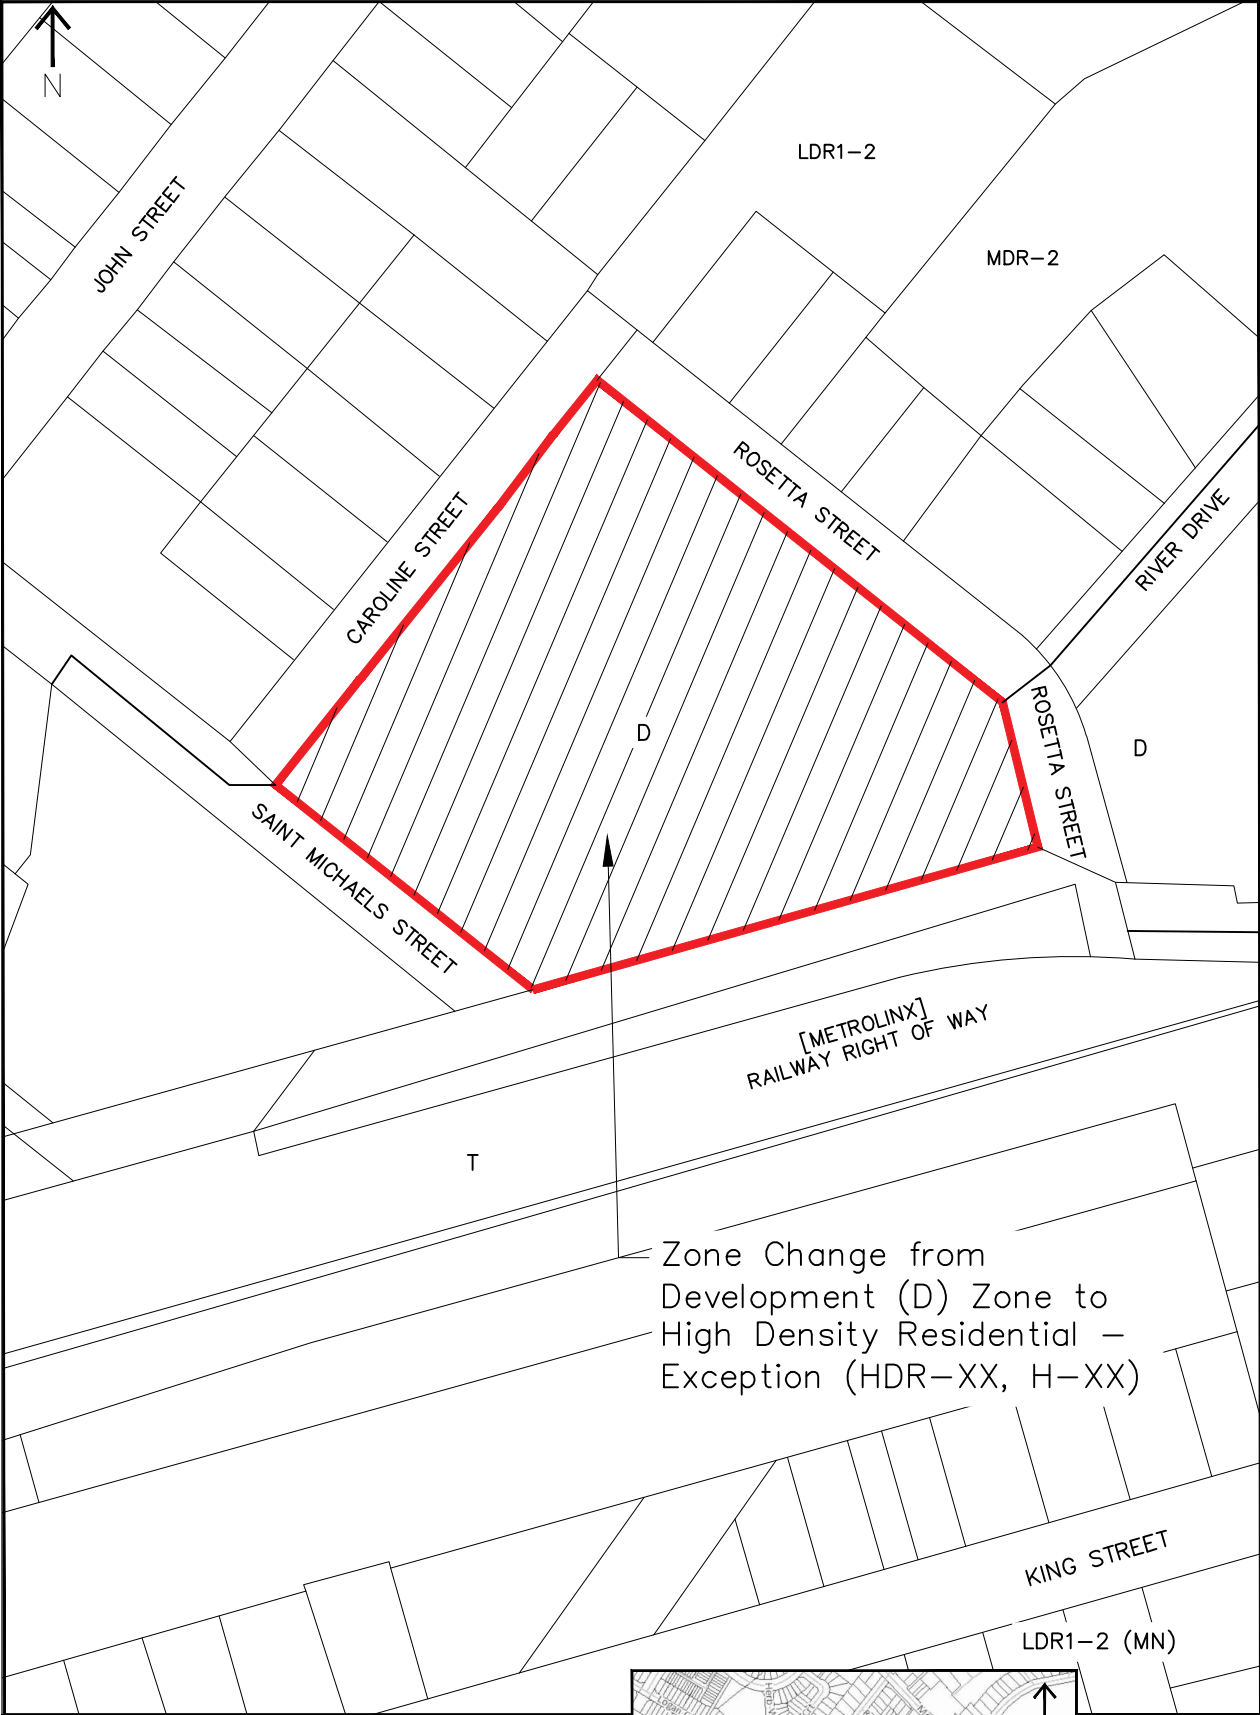 N
LDR1-2
JOHN STREET
MDR-2
ROSETTA STREET
CAROLINE STREET
RIVER DRIVE
D
ROSETTA STREET
D
SAINT MICHAELS STREET
[METROLINX]
RAILWAY RIGHT OF WAY
T
Zone Change from
Development (D) Zone to
High Density Residential –
Exception (HDR-XX, H-XX)
KING STREET
LDR1-2 (MN)